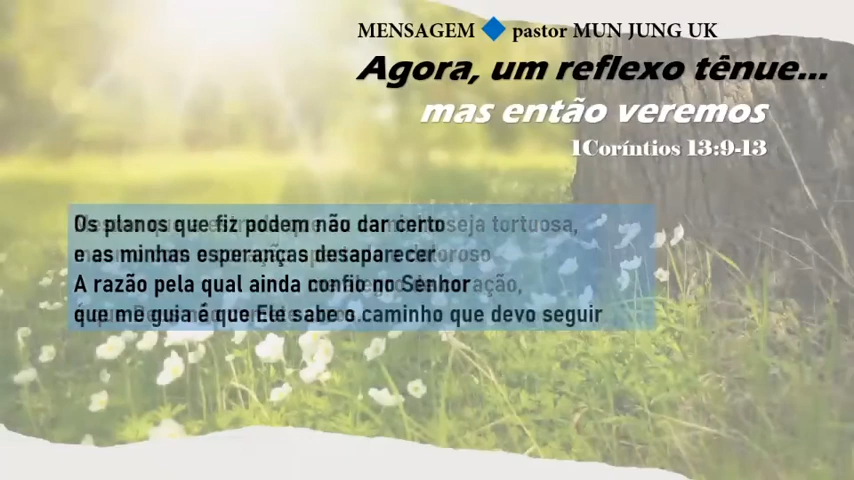 MENSAGEM pastor MUN JUNG UK
Agora, um reflexo tênue...
mas então veremos
1Coríntios 13:9-13
Os planos que fiz podem não dar certo seja tortuosa,
e as minhas esperanças desaparecer.
A razão pela qual ainda confio no Senhor
que me guia é que Ele sabe o caminho que devo seguir